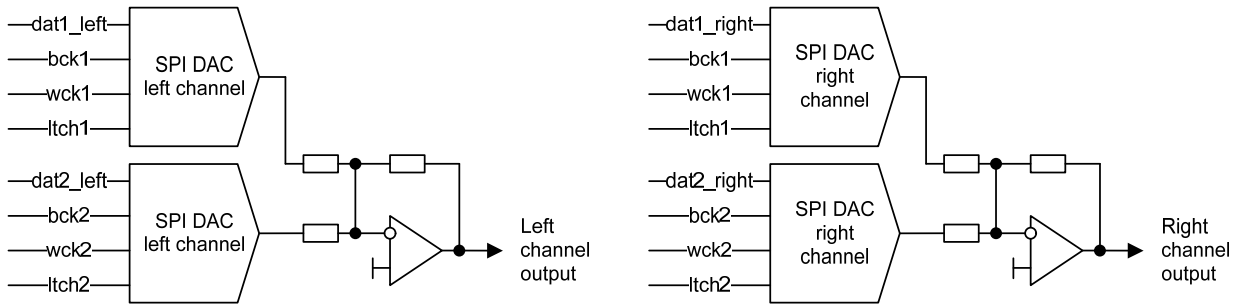 dat1_left
bck1
wck1
ltch1
SPI DAC
left channel
dat2_left
bck2
wck2
ltch2
SPI DAC
left channel
Left
channel
output
dat1_right
bck1
wck1
ltch1
SPI DAC
right
channel
dat2_right
bck2
wck2
ltch2
SPI DAC
right
channel
Right
channel
output